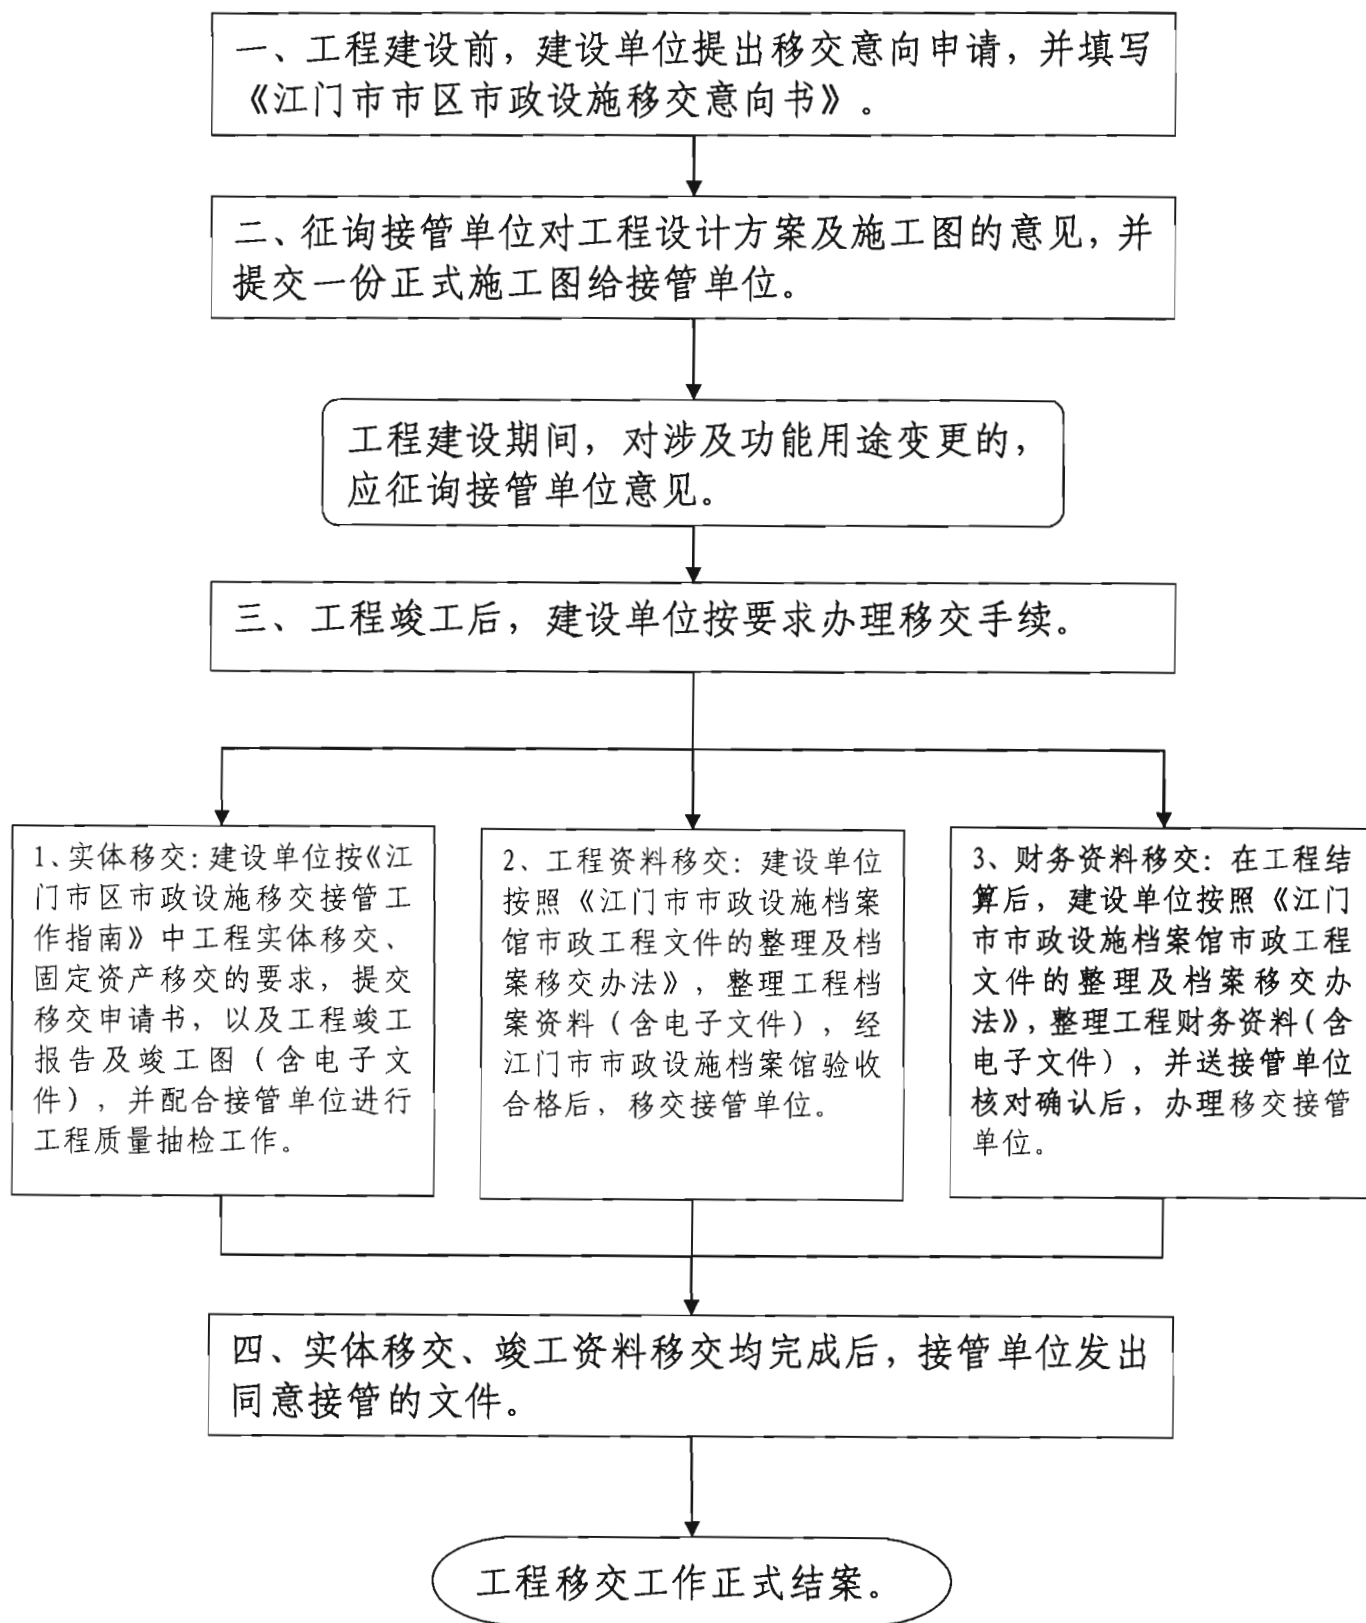 一、工程建设前，建设单位提出移交意向申请，并填写
《江门市市区市政设施移交意向书》。
二、征询接管单位对工程设计方案及施工图的意见，并
提交一份正式施工图给接管单位。
工程建设期间，对涉及功能用途变更的，
应征询接管单位意见。
三、工程竣工后，建设单位按要求办理移交手续。
1、实体移交：建设单位按《江
门市区市政设施移交接管工
作指南》中工程实体移交、
固定资产移交的要求，提交
移交申请书，以及工程竣工
报告及竣工图（含电子文
件），并配合接管单位进行
工程质量抽检工作。
2、工程资料移交：建设单位
按照《江门市市政设施档案
馆市政工程文件的整理及档
案移交办法》，整理工程档
案资料（含电子文件），经
江门市市政设施档案馆验收
合格后，移交接管单位。
3、财务资料移交：在工程结
算后，建设单位按照《江门
市市政设施档案馆市政工程
文件的整理及档案移交办
法》，整理工程财务资料（含
电子文件），并送接管单位
核对确认后，办理移交接管
单位。
四、实体移交、竣工资料移交均完成后，接管单位发出
同意接管的文件。
工程移交工作正式结案。